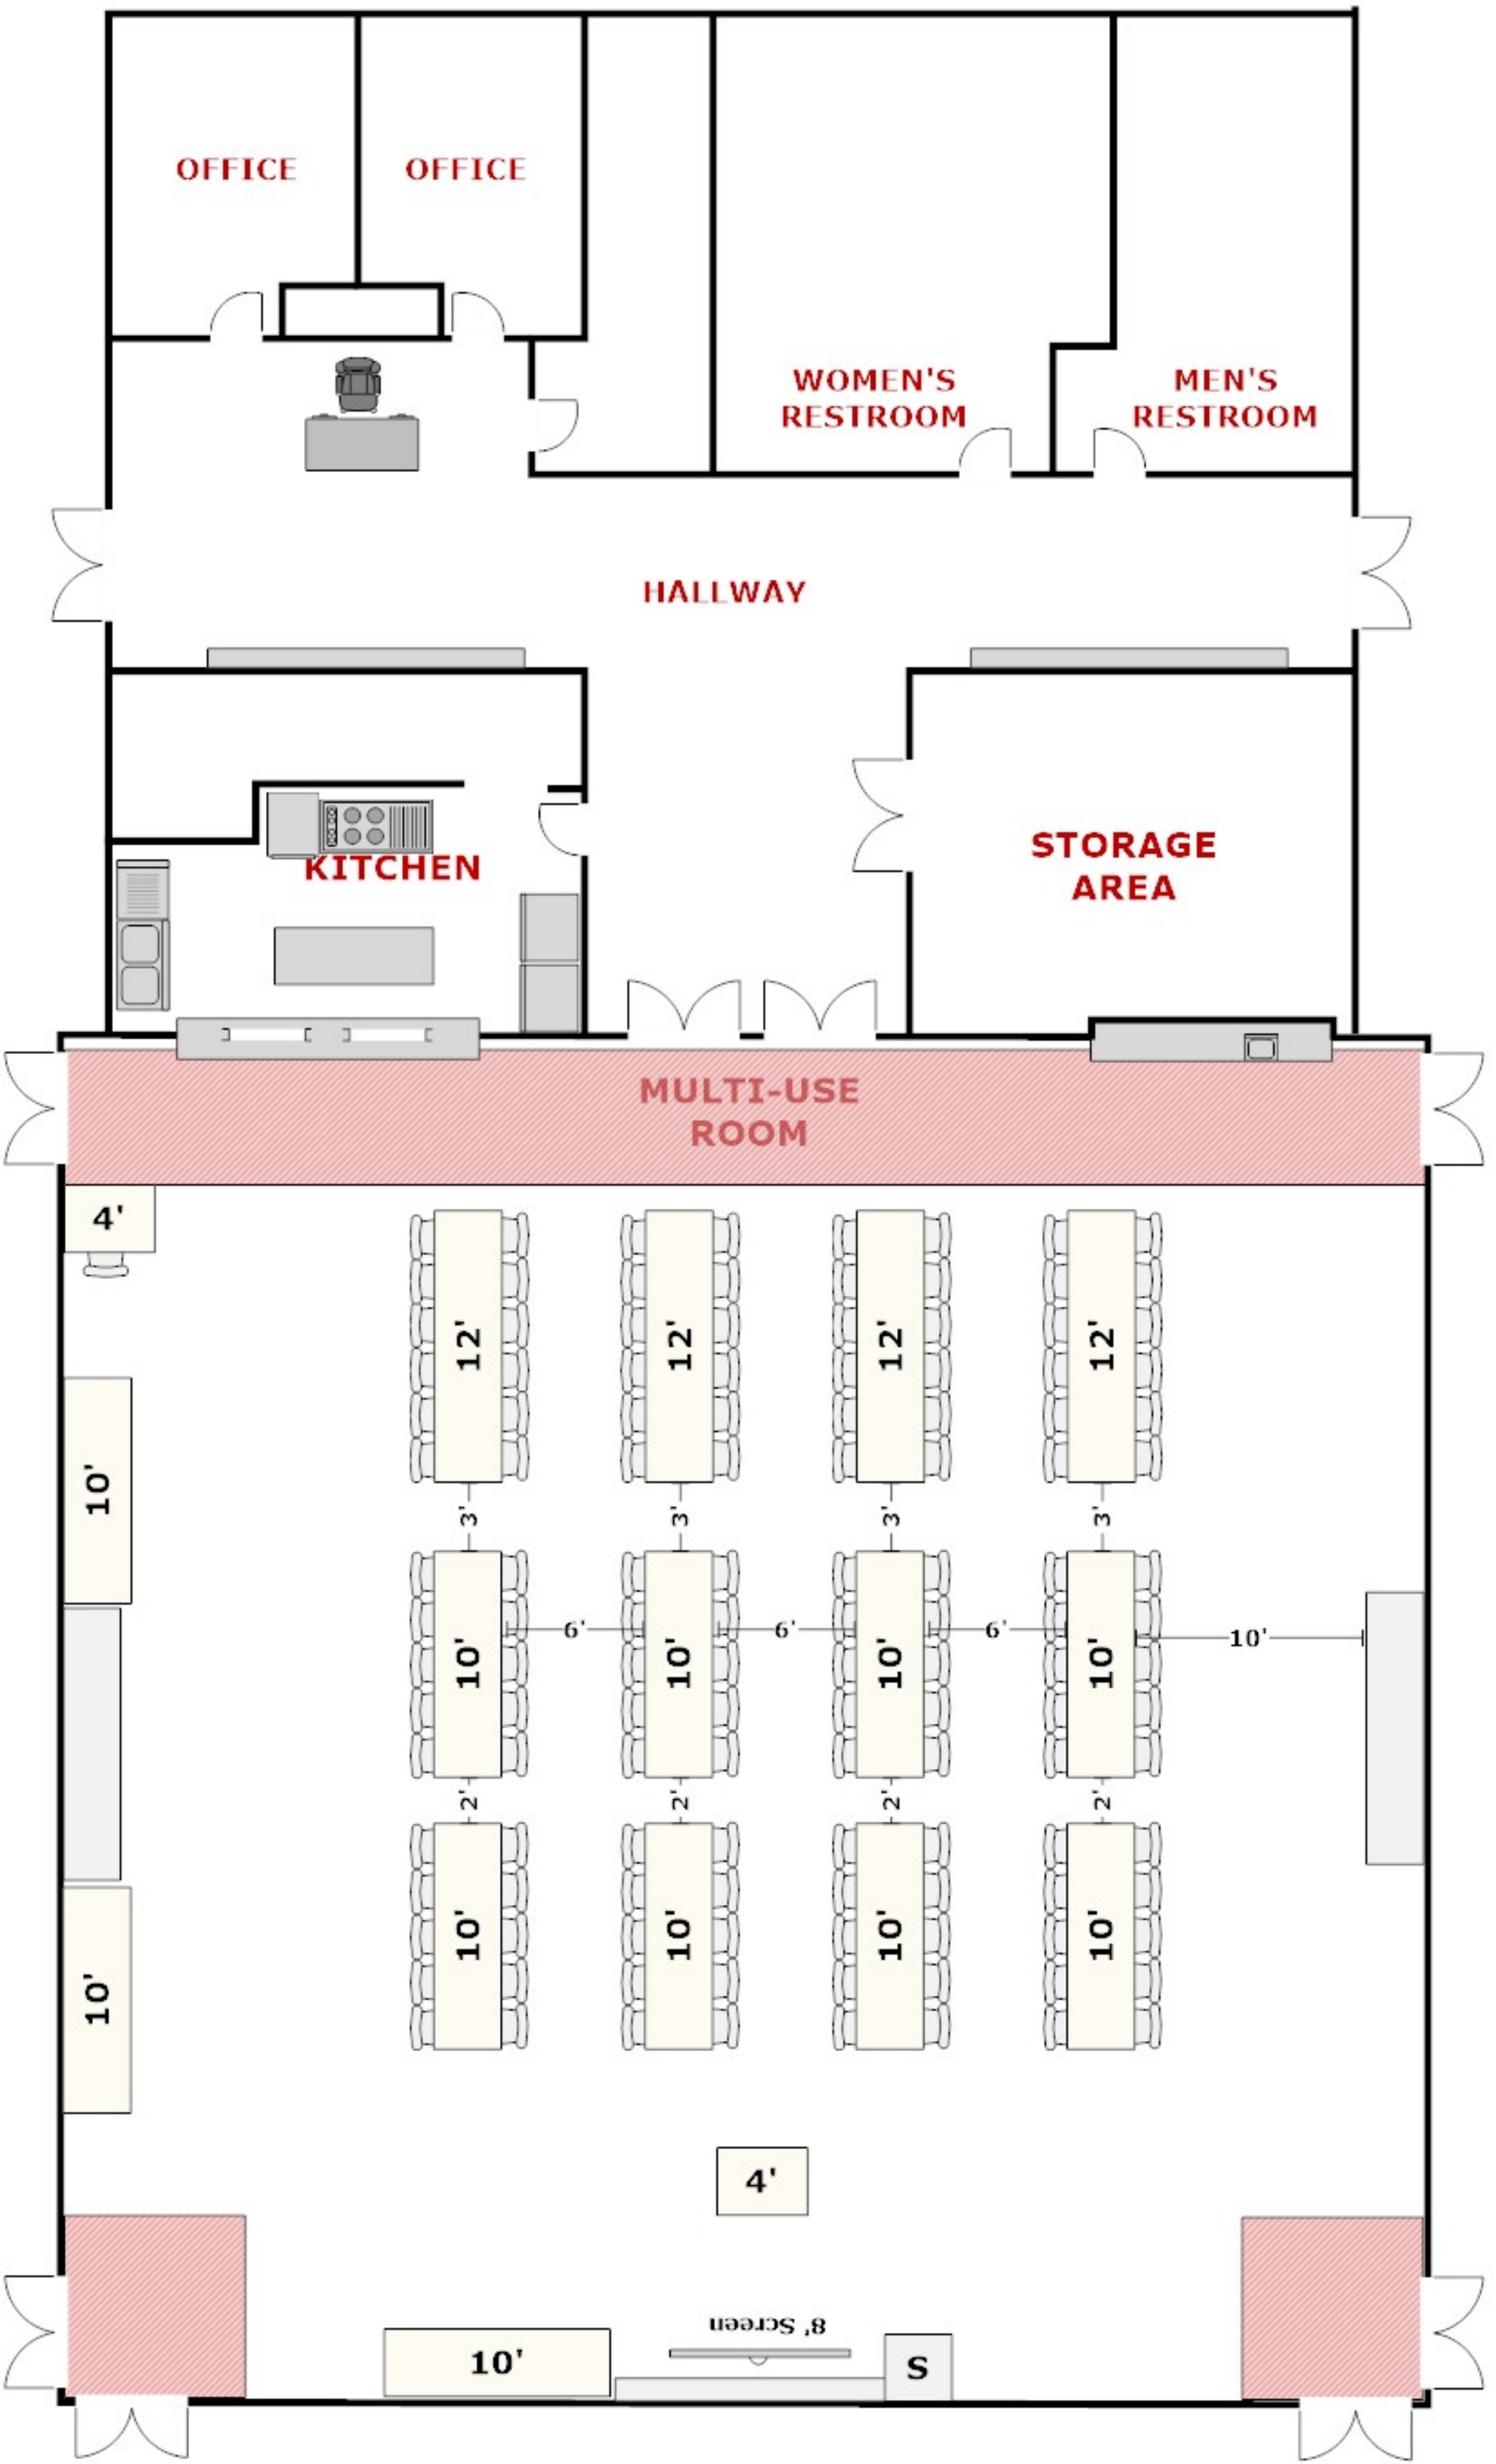 OFFICE
OFFICE
WOMEN'S
RESTROOM
MEN'S
RESTROOM
HALLWAY
KITCHEN
STORAGE
AREA
MULTI-USE
ROOM
4'
12'
12'
12'
12'
10'
3'
3'
3'
3'
10'
10'
10'
10'
6'
6'
6'
10'
2'
2'
2'
2'
10'
10'
10'
10'
10'
4'
8' Screen
10'
S